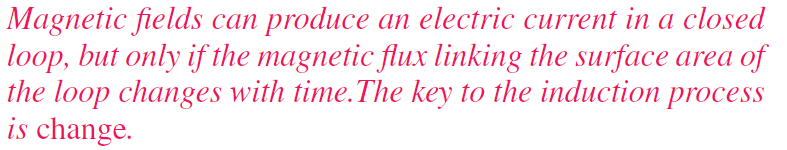 Magnetic fields can produce an electric current in a closed
loop, but only if the magnetic flux linking the surface area of
the loop changes with time.The key to the induction process
is change.